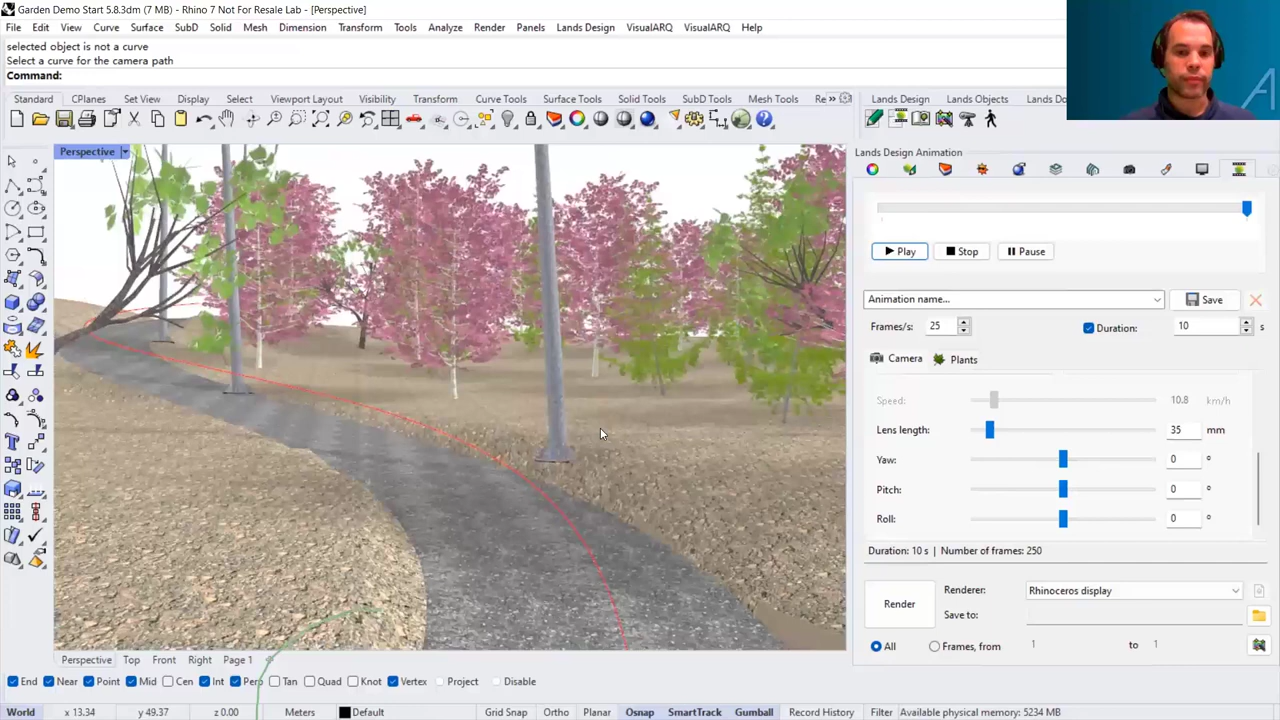 Garden Demo Start 5.8.3dm (7 MB) - Rhino 7 Not For Resale Lab - [Perspective]
File Edit View Curve Surface SubD Solid Mesh Dimension Transform Tools Analyze Render Panels Lands Design VisualARQ VisualARQ Help
selected object is not a curve
Select a curve for the camera path
Command:
Standard CPlanes Set View Display Select Viewport Layout Visibility Transform Curve Tools Surface Tools Solid Tools SubD Tools Mesh Tools Re »
Lands Design Lands Objects Lands Do
Perspective
Lands Design Animation
Play Stop Pause
Animation name... Save
Frames/s: 25 Duration: 10 s
Camera Plants
Speed: 10.8 km/h
Lens length: 35 mm
Yaw: 0 °
Pitch: 0 °
Roll: 0 °
Duration: 10 s | Number of frames: 250
Render Renderer: Rhinoceros display
Save to:
All Frames, from 1 to 1
Perspective Top Front Right Page 1
End Near Point Mid Cen Int Perp Tan Quad Knot Vertex Project Disable
World x 13.34 y 49.37 z 0.00 Meters Default Grid Snap Ortho Planar Osnap SmartTrack Gumball Record History Filter Available physical memory: 5234 MB